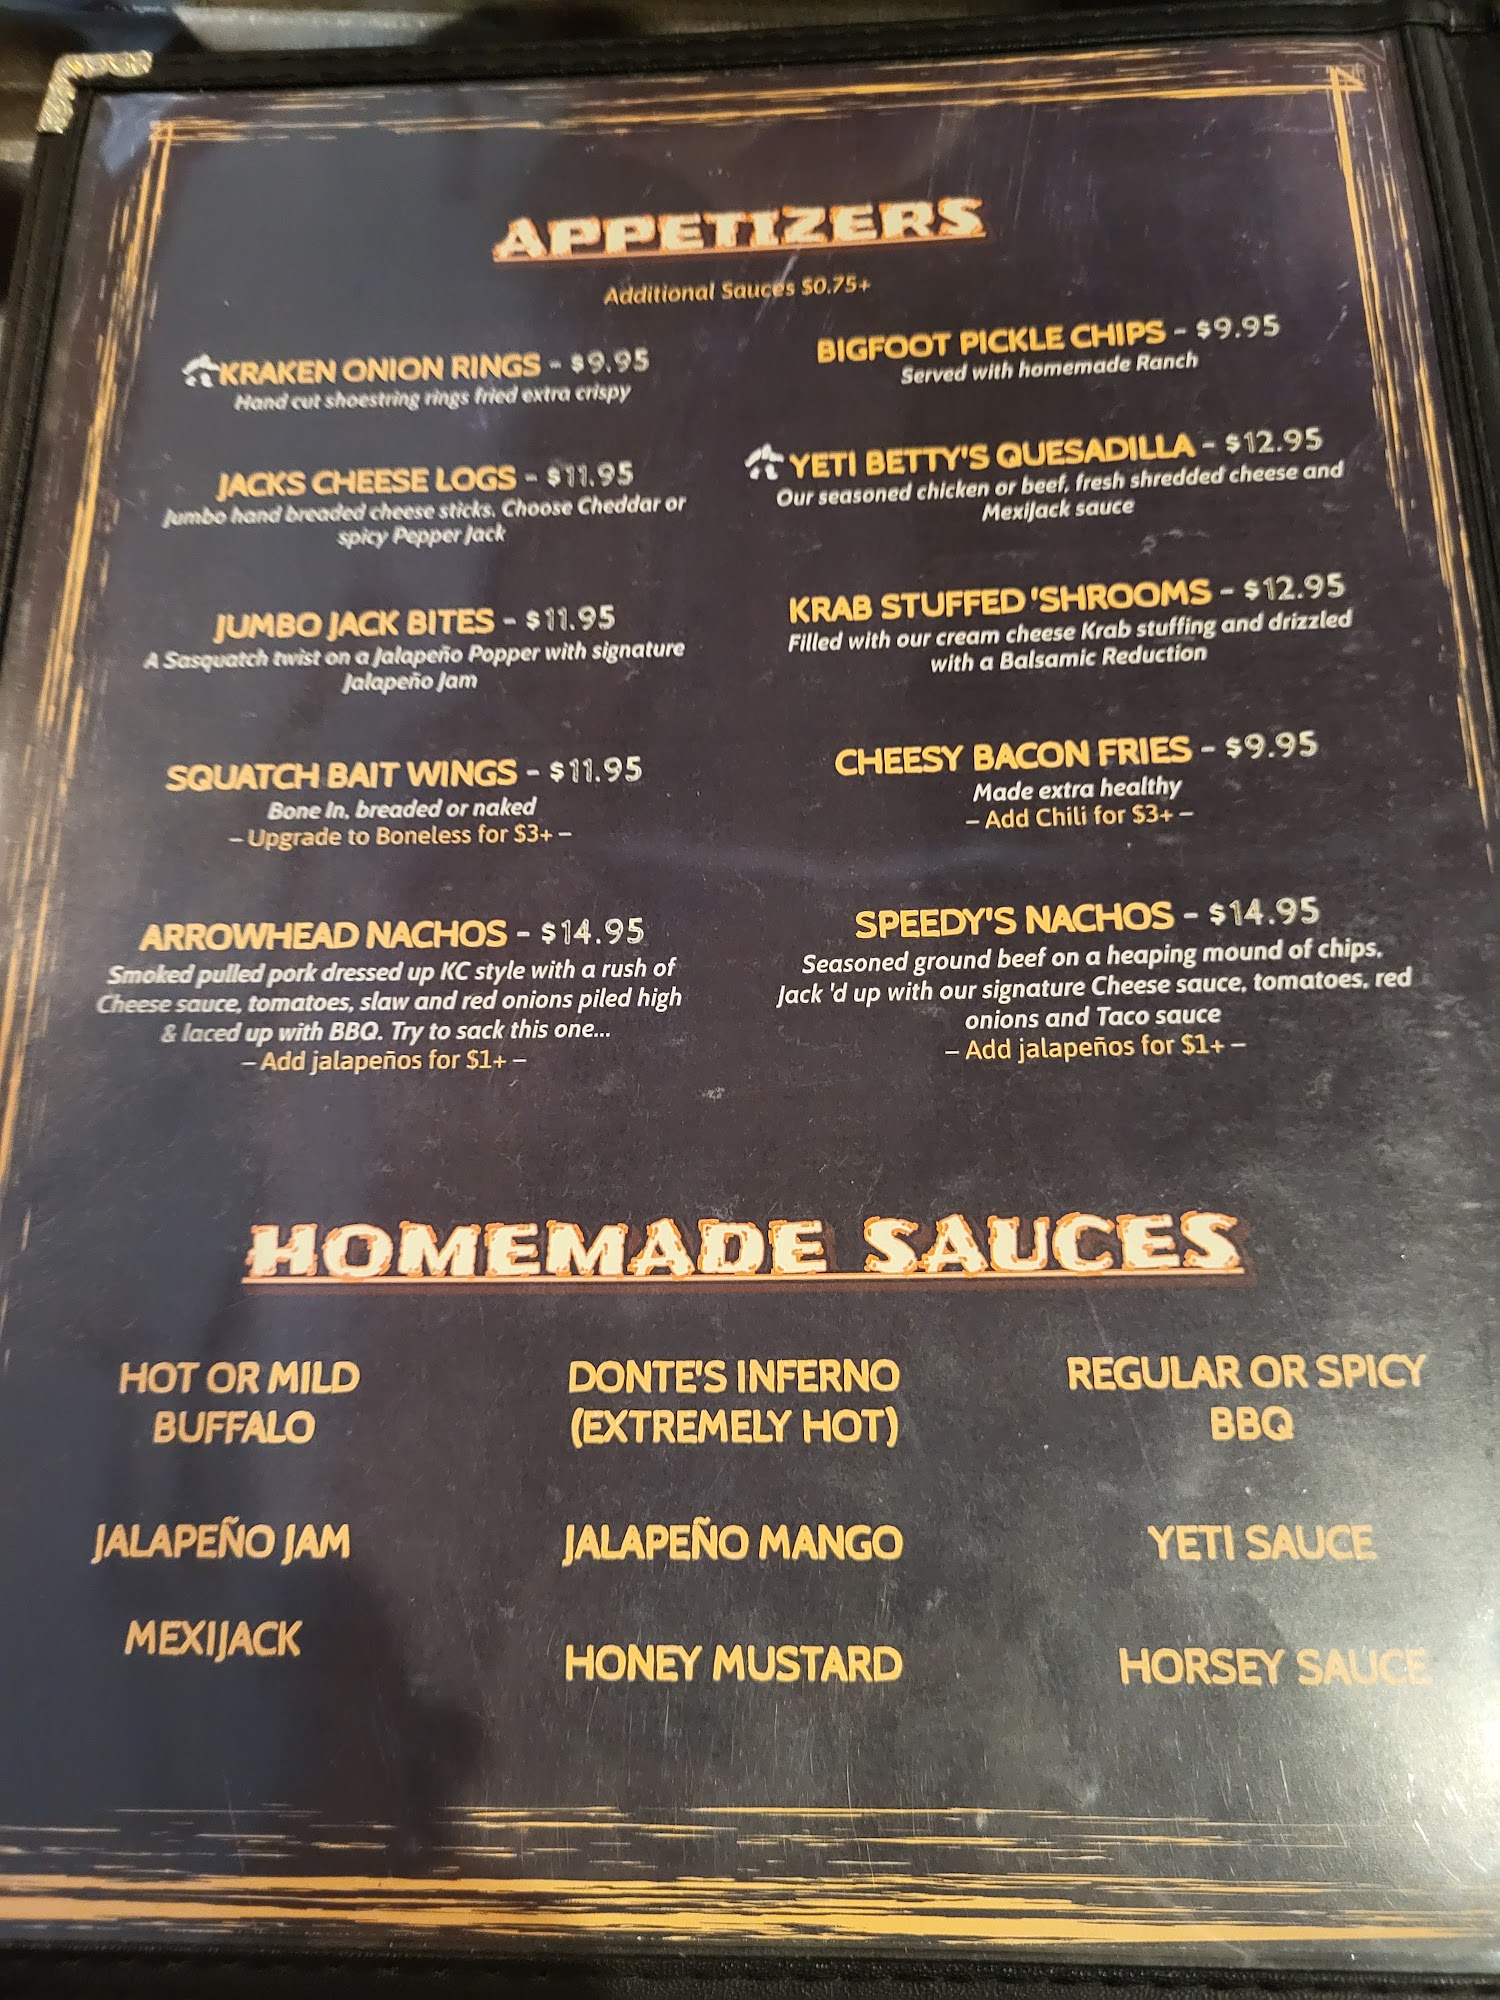 APPETIZERS
Additional Sauces $0.75+
KRAKEN ONION RINGS - $9.95
Hand cut shoestring rings fried extra crispy
JACKS CHEESE LOGS - $11.95
Jumbo hand breaded cheese sticks. Choose Cheddar or
spicy Pepper Jack
JUMBO JACK BITES - $11.95
A Sasquatch twist on a Jalapeño Popper with signature
Jalapeño Jam
SQUATCH BAIT WINGS - $11.95
Bone In, breaded or naked
– Upgrade to Boneless for $3+ –
ARROWHEAD NACHOS - $14.95
Smoked pulled pork dressed up KC style with a rush of
Cheese sauce, tomatoes, slaw and red onions piled high
& laced up with BBQ. Try to sack this one...
– Add jalapeños for $1+ –
BIGFOOT PICKLE CHIPS - $9.95
Served with homemade Ranch
YETI BETTY'S QUESADILLA - $12.95
Our seasoned chicken or beef, fresh shredded cheese and
MexiJack sauce
KRAB STUFFED 'SHROOMS - $12.95
Filled with our cream cheese Krab stuffing and drizzled
with a Balsamic Reduction
CHEESY BACON FRIES - $9.95
Made extra healthy
– Add Chili for $3+ –
SPEEDY'S NACHOS - $14.95
Seasoned ground beef on a heaping mound of chips,
Jack 'd up with our signature Cheese sauce, tomatoes, red
onions and Taco sauce
– Add jalapeños for $1+ –
HOMEMADE SAUCES
HOT OR MILD
BUFFALO
DONTE'S INFERNO
(EXTREMELY HOT)
REGULAR OR SPICY
BBQ
JALAPEÑO JAM
JALAPEÑO MANGO
YETI SAUCE
MEXIJACK
HONEY MUSTARD
HORSEY SAUCE